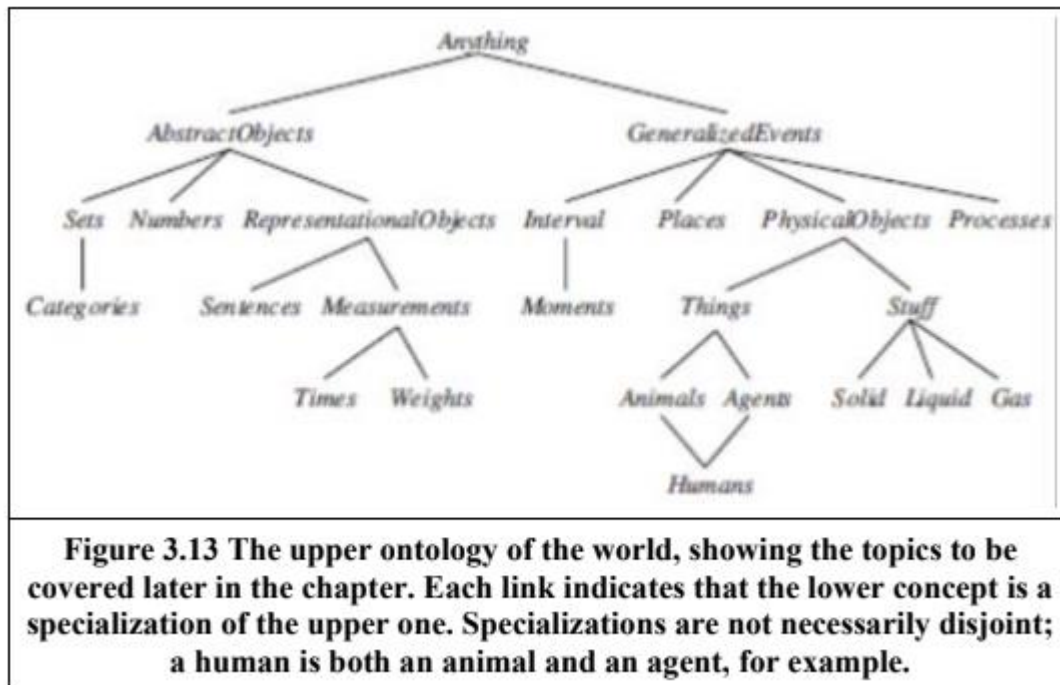 Anything
AbstractObjects GeneralizedEvents
Sets Numbers RepresentationalObjects Interval Places PhysicalObjects Processes
Categories Sentences Measurements Moments Things Stuff
Times Weights Animals Agents Solid Liquid Gas
Humans
Figure 3.13 The upper ontology of the world, showing the topics to be
covered later in the chapter. Each link indicates that the lower concept is a
specialization of the upper one. Specializations are not necessarily disjoint;
a human is both an animal and an agent, for example.